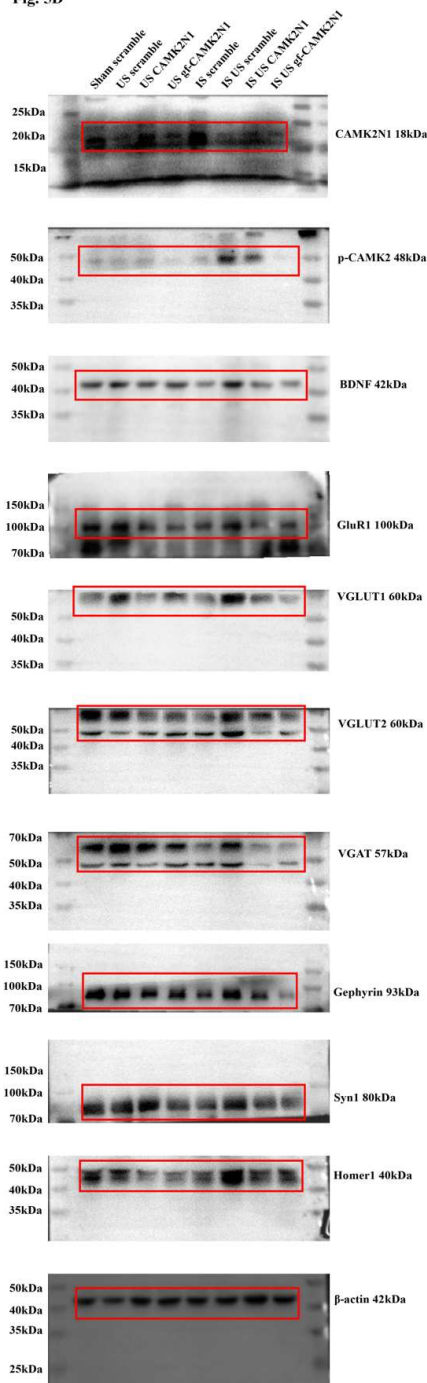 Fig. 5D
Sham scramble
US scramble
US CAMK2N1
US gf-CAMK2N1
IS scramble
IS US scramble
IS US CAMK2N1
IS US gf-CAMK2N1
25kDa
20kDa
15kDa
CAMK2N1 18kDa
50kDa
40kDa
35kDa
p-CAMK2 48kDa
50kDa
40kDa
35kDa
BDNF 42kDa
150kDa
100kDa
70kDa
GluR1 100kDa
50kDa
40kDa
35kDa
VGLUT1 60kDa
50kDa
40kDa
35kDa
VGLUT2 60kDa
70kDa
50kDa
40kDa
35kDa
VGAT 57kDa
150kDa
100kDa
70kDa
Gephyrin 93kDa
150kDa
100kDa
70kDa
Syn1 80kDa
50kDa
40kDa
35kDa
Homer1 40kDa
50kDa
40kDa
35kDa
25kDa
β-actin 42kDa